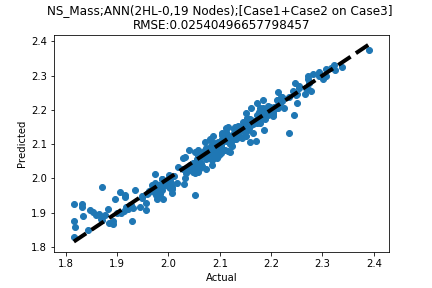 NS_Mass;ANN(2HL-0,19 Nodes);[Case1+Case2 on Case3]
RMSE:0.02540496657798457
2.4
2.3
2.2
2.1
2.0
1.9
1.8
Predicted
1.8 1.9 2.0 2.1 2.2 2.3 2.4
Actual